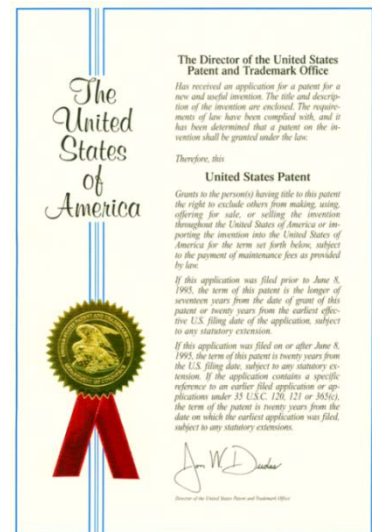 The
United
States
of
America
The Director of the United States
Patent and Trademark Office
Has received an application for a patent for a
new and useful invention. The title and descrip-
tion of the invention are enclosed. The require-
ments of law have been complied with, and it
has been determined that a patent on the in-
vention shall be granted under the law.
Therefore, this
United States Patent
Grants to the person(s) having title to this patent
the right to exclude others from making, using,
offering for sale, or selling the invention
throughout the United States of America or im-
porting the invention into the United States of
America for the term set forth below, subject
to the payment of maintenance fees as provided
by law.
If this application was filed prior to June 8,
1995, the term of this patent is the longer of
seventeen years from the date of grant of this
patent or twenty years from the earliest effec-
tive U.S. filing date of the application, subject
to any statutory extension.
If this application was filed on or after June 8,
1995, the term of this patent is twenty years from
the U.S. filing date, subject to any statutory ex-
tension. If the application contains a specific
reference to an earlier filed application or ap-
plications under 35 U.S.C. 120, 121 or 365(c),
the term of the patent is twenty years from the
date on which the earliest application was filed,
subject to any statutory extensions.
Jon W Dudas
Director of the United States Patent and Trademark Office